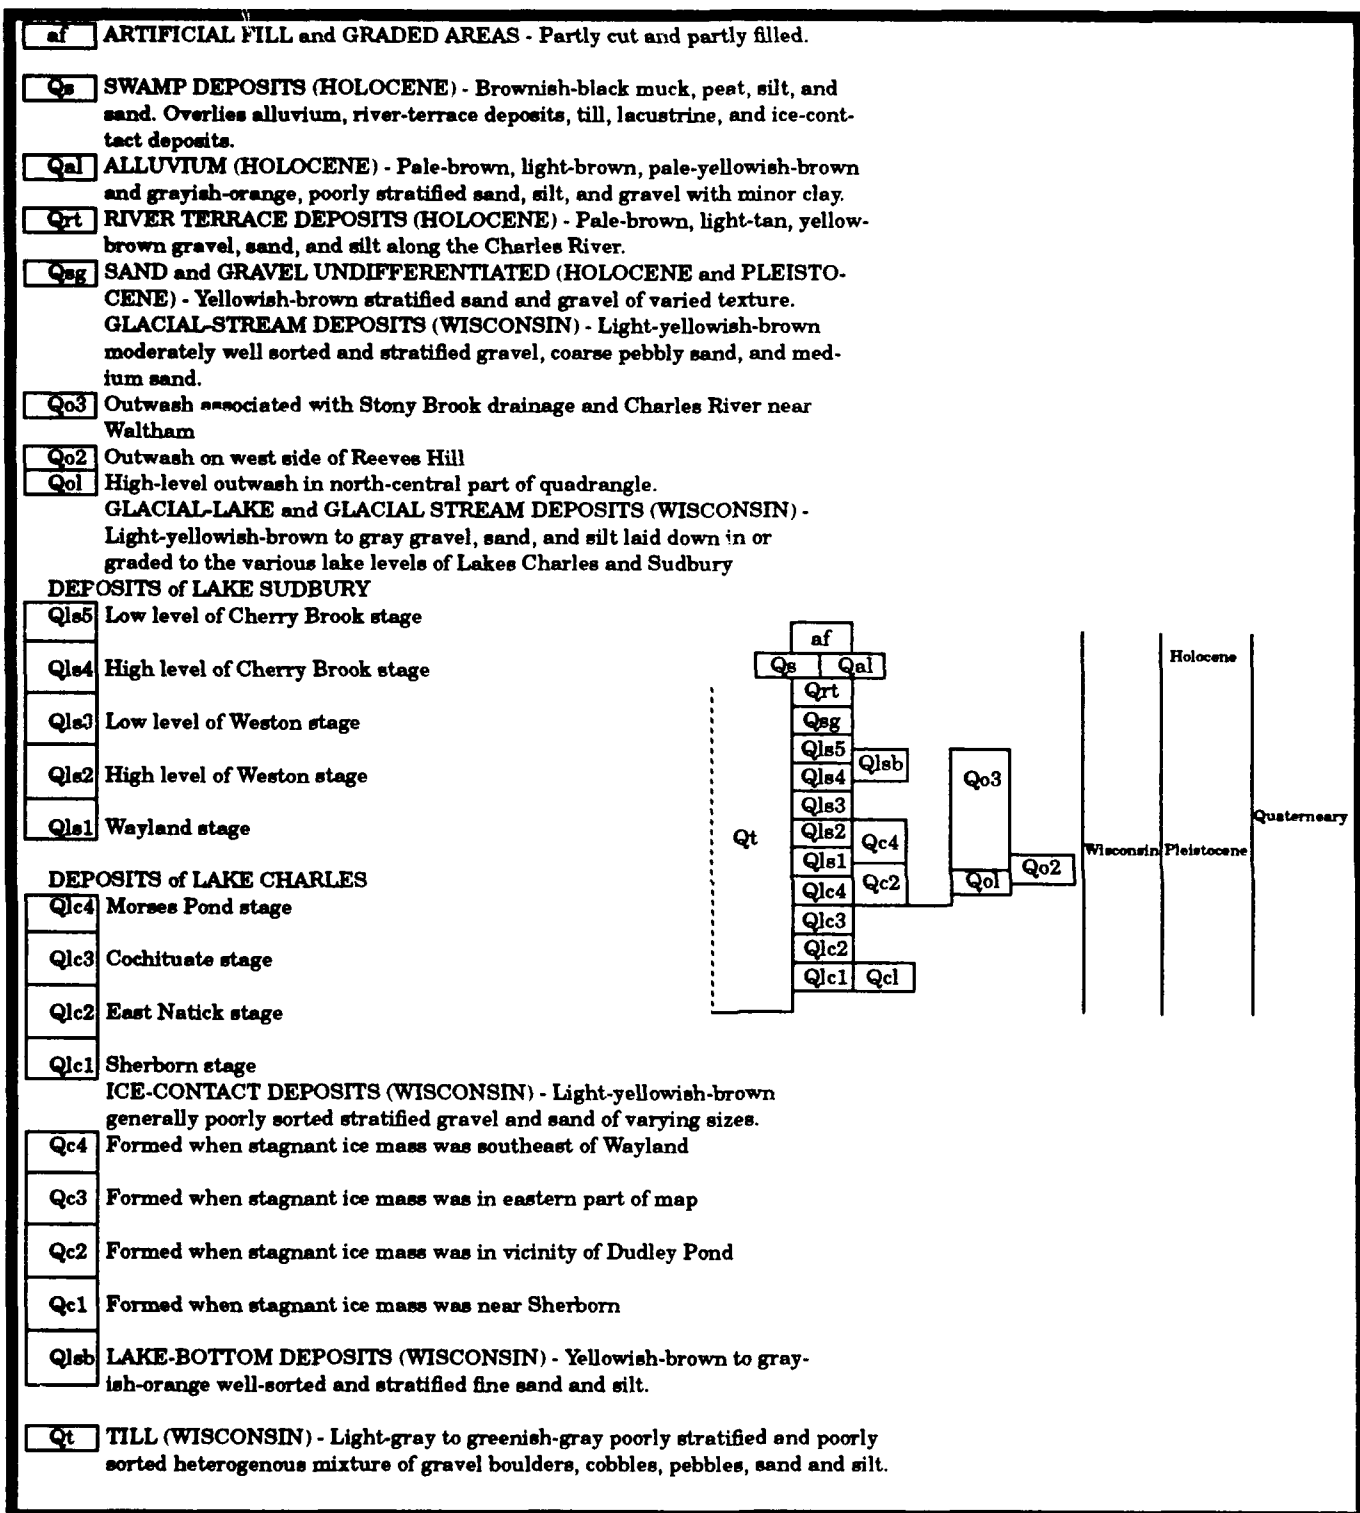 af ARTIFICIAL FILL and GRADED AREAS - Partly cut and partly filled.
Qs SWAMP DEPOSITS (HOLOCENE) - Brownish-black muck, peat, silt, and
sand. Overlies alluvium, river-terrace deposits, till, lacustrine, and ice-cont-
tact deposits.
Qal ALLUVIUM (HOLOCENE) - Pale-brown, light-brown, pale-yellowish-brown
and grayish-orange, poorly stratified sand, silt, and gravel with minor clay.
Qrt RIVER TERRACE DEPOSITS (HOLOCENE) - Pale-brown, light-tan, yellow-
brown gravel, sand, and silt along the Charles River.
Qsg SAND and GRAVEL UNDIFFERENTIATED (HOLOCENE and PLEISTO-
CENE) - Yellowish-brown stratified sand and gravel of varied texture.
GLACIAL-STREAM DEPOSITS (WISCONSIN) - Light-yellowish-brown
moderately well sorted and stratified gravel, coarse pebbly sand, and med-
ium sand.
Qo3 Outwash associated with Stony Brook drainage and Charles River near
Waltham
Qo2 Outwash on west side of Reeves Hill
Qol High-level outwash in north-central part of quadrangle.
GLACIAL-LAKE and GLACIAL STREAM DEPOSITS (WISCONSIN) -
Light-yellowish-brown to gray gravel, sand, and silt laid down in or
graded to the various lake levels of Lakes Charles and Sudbury
DEPOSITS of LAKE SUDBURY
Qls5 Low level of Cherry Brook stage
Qls4 High level of Cherry Brook stage
Qls3 Low level of Weston stage
Qls2 High level of Weston stage
Qls1 Wayland stage
DEPOSITS of LAKE CHARLES
Qlc4 Morses Pond stage
Qlc3 Cochituate stage
Qlc2 East Natick stage
Qlc1 Sherborn stage
ICE-CONTACT DEPOSITS (WISCONSIN) - Light-yellowish-brown
generally poorly sorted stratified gravel and sand of varying sizes.
Qc4 Formed when stagnant ice mass was southeast of Wayland
Qc3 Formed when stagnant ice mass was in eastern part of map
Qc2 Formed when stagnant ice mass was in vicinity of Dudley Pond
Qc1 Formed when stagnant ice mass was near Sherborn
Qlsb LAKE-BOTTOM DEPOSITS (WISCONSIN) - Yellowish-brown to gray-
ish-orange well-sorted and stratified fine sand and silt.
Qt TILL (WISCONSIN) - Light-gray to greenish-gray poorly stratified and poorly
sorted heterogenous mixture of gravel boulders, cobbles, pebbles, sand and silt.
af
Qs Qal
Qrt
Qsg
Qls5
Qlsb
Qls4
Qls3
Qls2
Qc4
Qls1
Qlc4
Qc2
Qlc3
Qlc2
Qlc1 Qcl
Qt
Qo3
Qol
Qo2
Wisconsin
Holocene
Pleistocene
Quaterneary